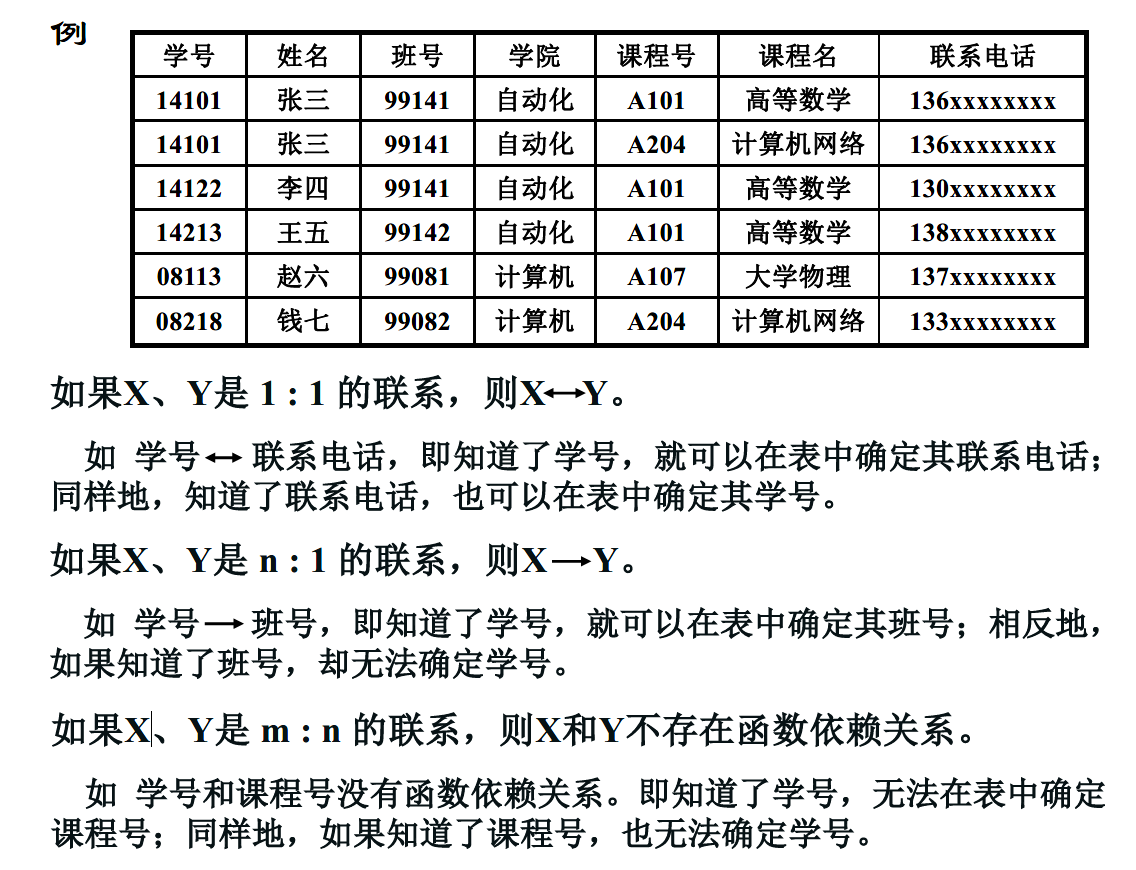 例
学号 姓名 班号 学院 课程号 课程名 联系电话
14101 张三 99141 自动化 A101 高等数学 136xxxxxxxx
14101 张三 99141 自动化 A204 计算机网络 136xxxxxxxx
14122 李四 99141 自动化 A101 高等数学 130xxxxxxxx
14213 王五 99142 自动化 A101 高等数学 138xxxxxxxx
08113 赵六 99081 计算机 A107 大学物理 137xxxxxxxx
08218 钱七 99082 计算机 A204 计算机网络 133xxxxxxxx
如果X、Y是 1 : 1 的联系，则X↔Y。
如 学号↔联系电话，即知道了学号，就可以在表中确定其联系电话；
同样地，知道了联系电话，也可以在表中确定其学号。
如果X、Y是 n : 1 的联系，则X→Y。
如 学号→班号，即知道了学号，就可以在表中确定其班号；相反地，
如果知道了班号，却无法确定学号。
如果X、Y是 m : n 的联系，则X和Y不存在函数依赖关系。
如 学号和课程号没有函数依赖关系。即知道了学号，无法在表中确定
课程号；同样地，如果知道了课程号，也无法确定学号。